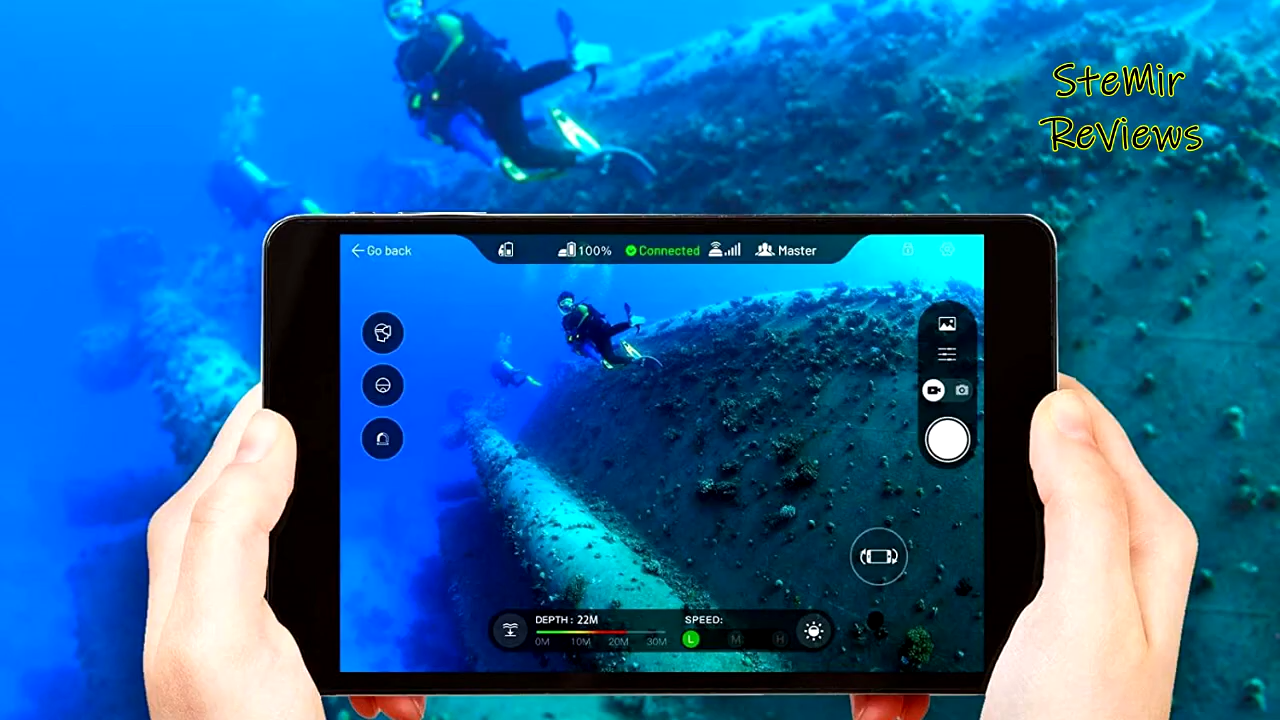 SteMir
ReViews
Go back
100%
Connected
Master
DEPTH : 22M
SPEED:
0M 10M 20M 30M
L M H